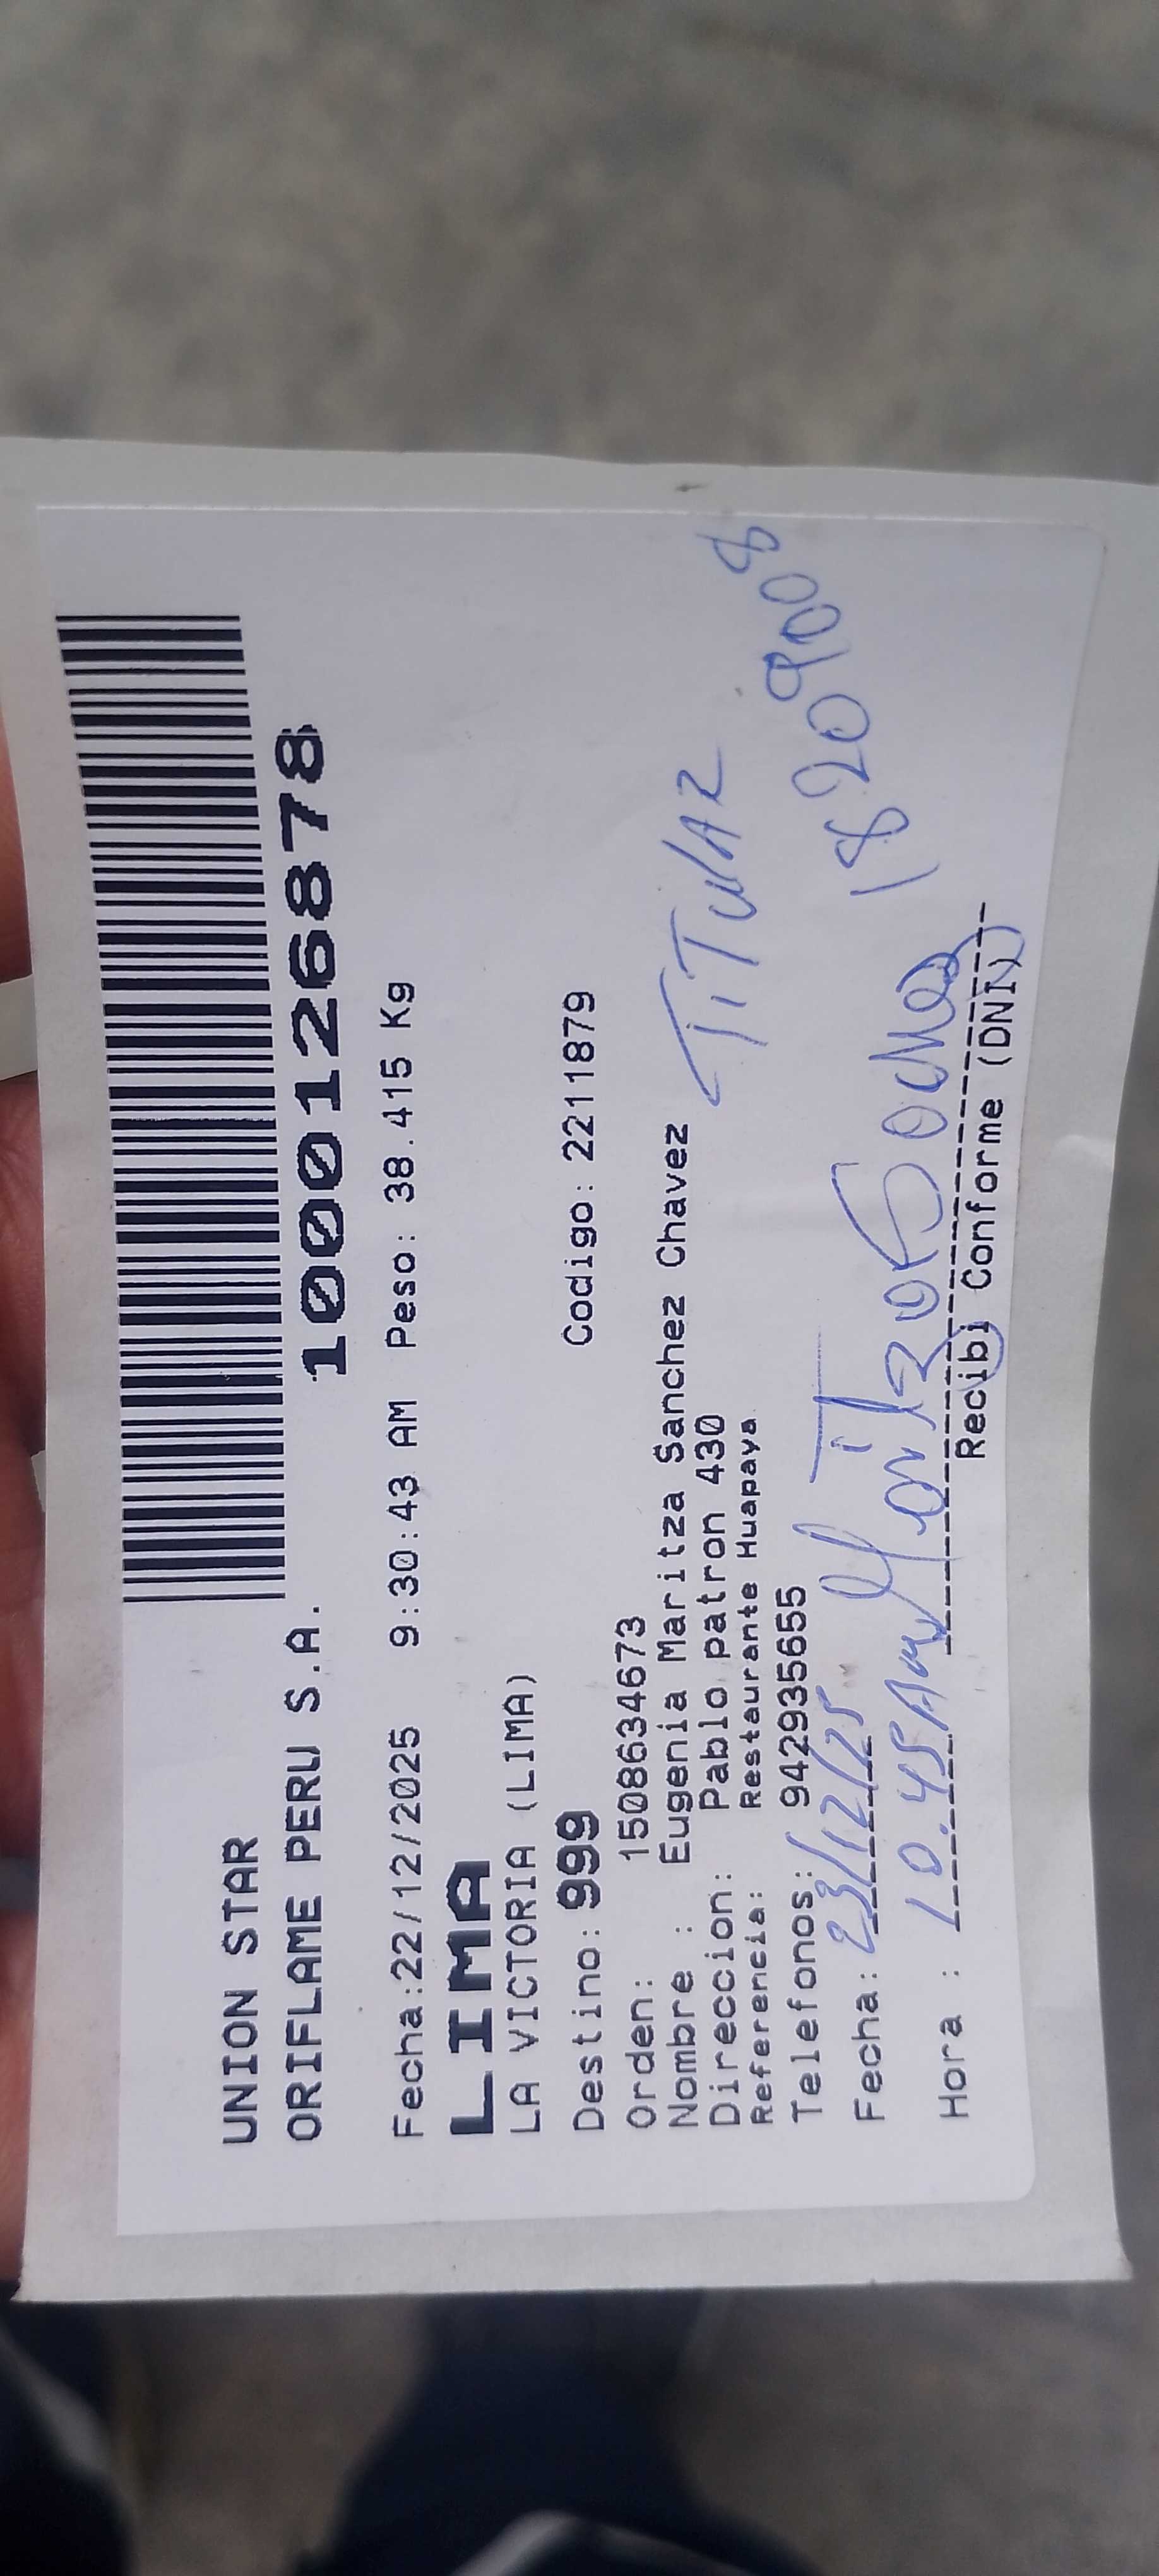 UNION STAR
ORIFLAME PERU S.A.
100126878
Fecha:22/12/2025 9:30:43 AM Peso: 38.415 Kg
LIMA
LA VICTORIA (LIMA)
Destino: 999 Codigo: 2211879
Orden: 1508634673
Nombre : Eugenia Maritza Sanchez Chavez
Direccion: Pablo patron 430
Referencia: Restaurante Huapaya
Telefonos: 942935655
TiTulAR
Fecha: 23/12/25
18209008
Hora : 10.45Am
Recibi Conforme (DNI)